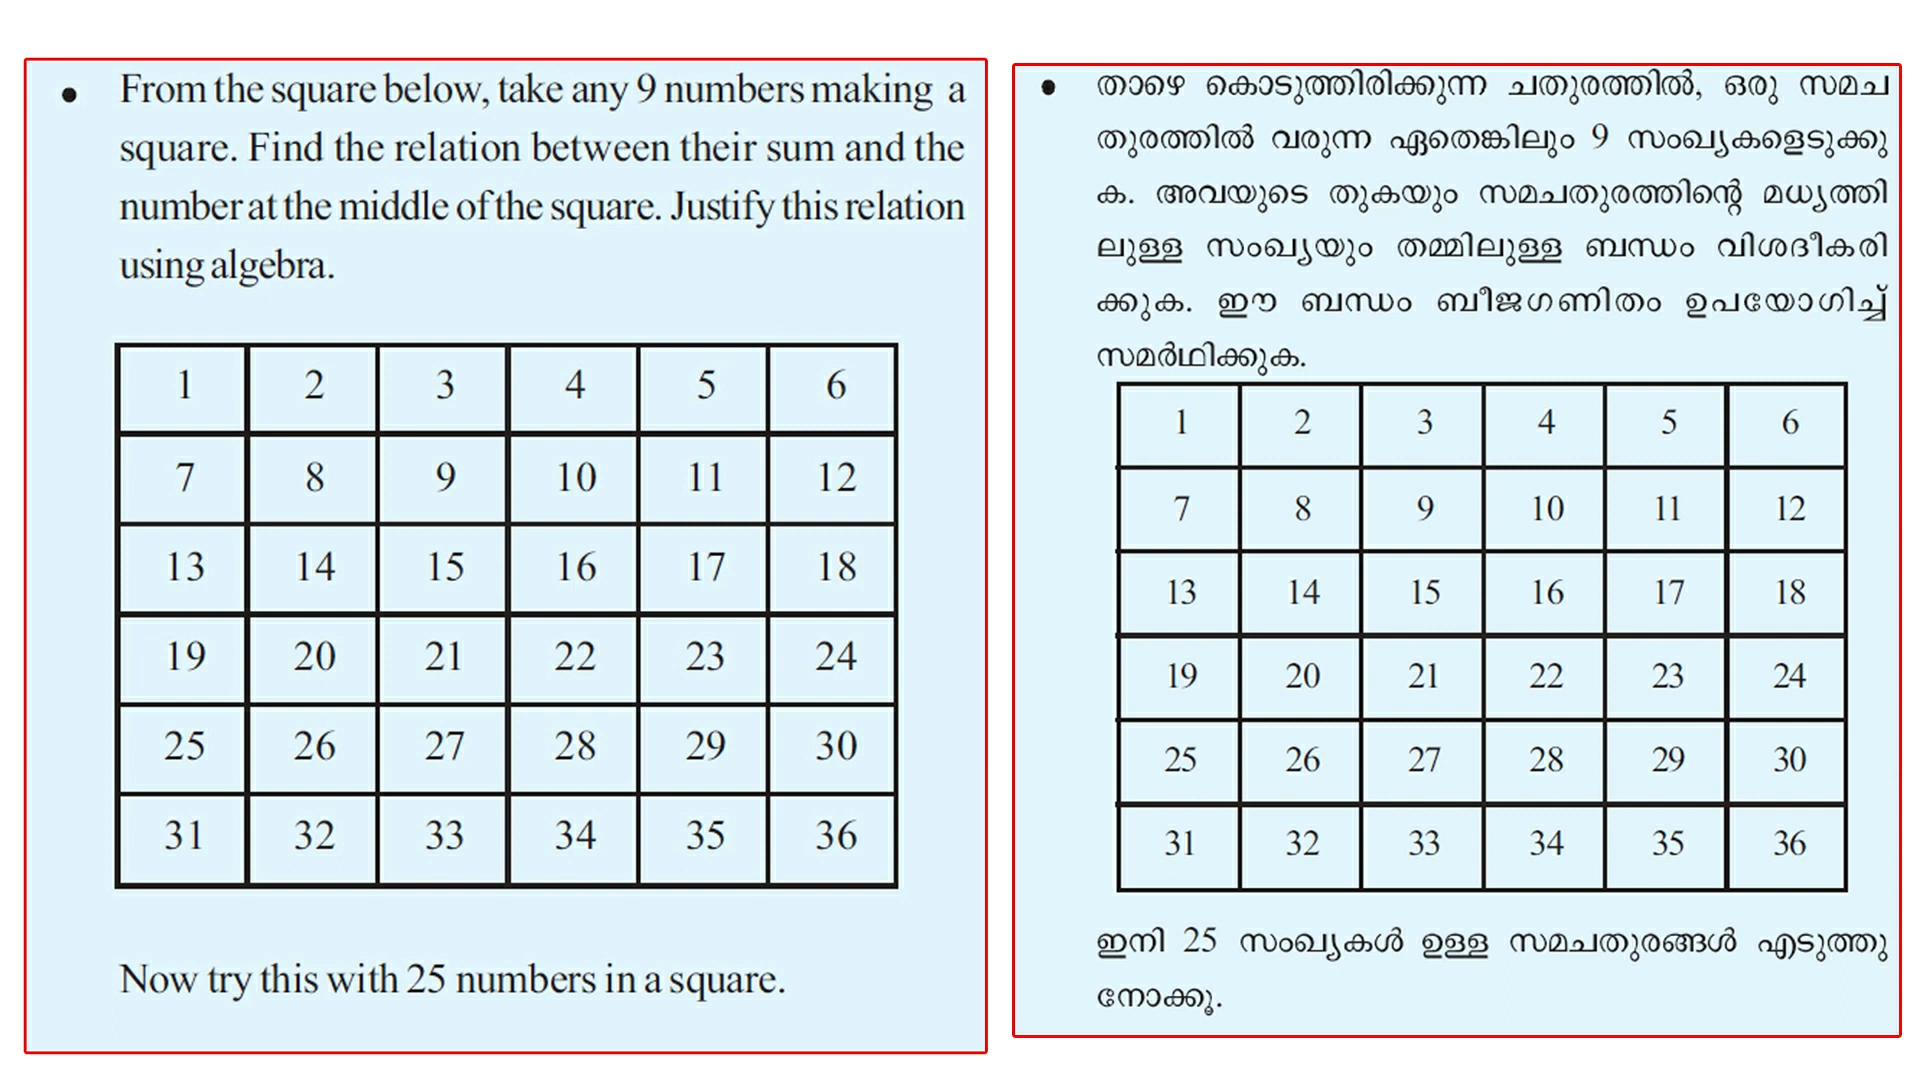 • From the square below, take any 9 numbers making a
square. Find the relation between their sum and the
number at the middle of the square. Justify this relation
using algebra.
1 2 3 4 5 6
7 8 9 10 11 12
13 14 15 16 17 18
19 20 21 22 23 24
25 26 27 28 29 30
31 32 33 34 35 36
Now try this with 25 numbers in a square.
• താഴെ കൊടുത്തിരിക്കുന്ന ചതുരത്തിൽ, ഒരു സമച
തുരത്തിൽ വരുന്ന ഏതെങ്കിലും 9 സംഖ്യകളെടുക്കു
ക. അവയുടെ തുകയും സമചതുരത്തിന്റെ മധ്യത്തി
ലുള്ള സംഖ്യയും തമ്മിലുള്ള ബന്ധം വിശദീകരി
ക്കുക. ഈ ബന്ധം ബീജഗണിതം ഉപയോഗിച്ച്
സമർഥിക്കുക.
1 2 3 4 5 6
7 8 9 10 11 12
13 14 15 16 17 18
19 20 21 22 23 24
25 26 27 28 29 30
31 32 33 34 35 36
ഇനി 25 സംഖ്യകൾ ഉള്ള സമചതുരങ്ങൾ എടുത്തു
നോക്കൂ.